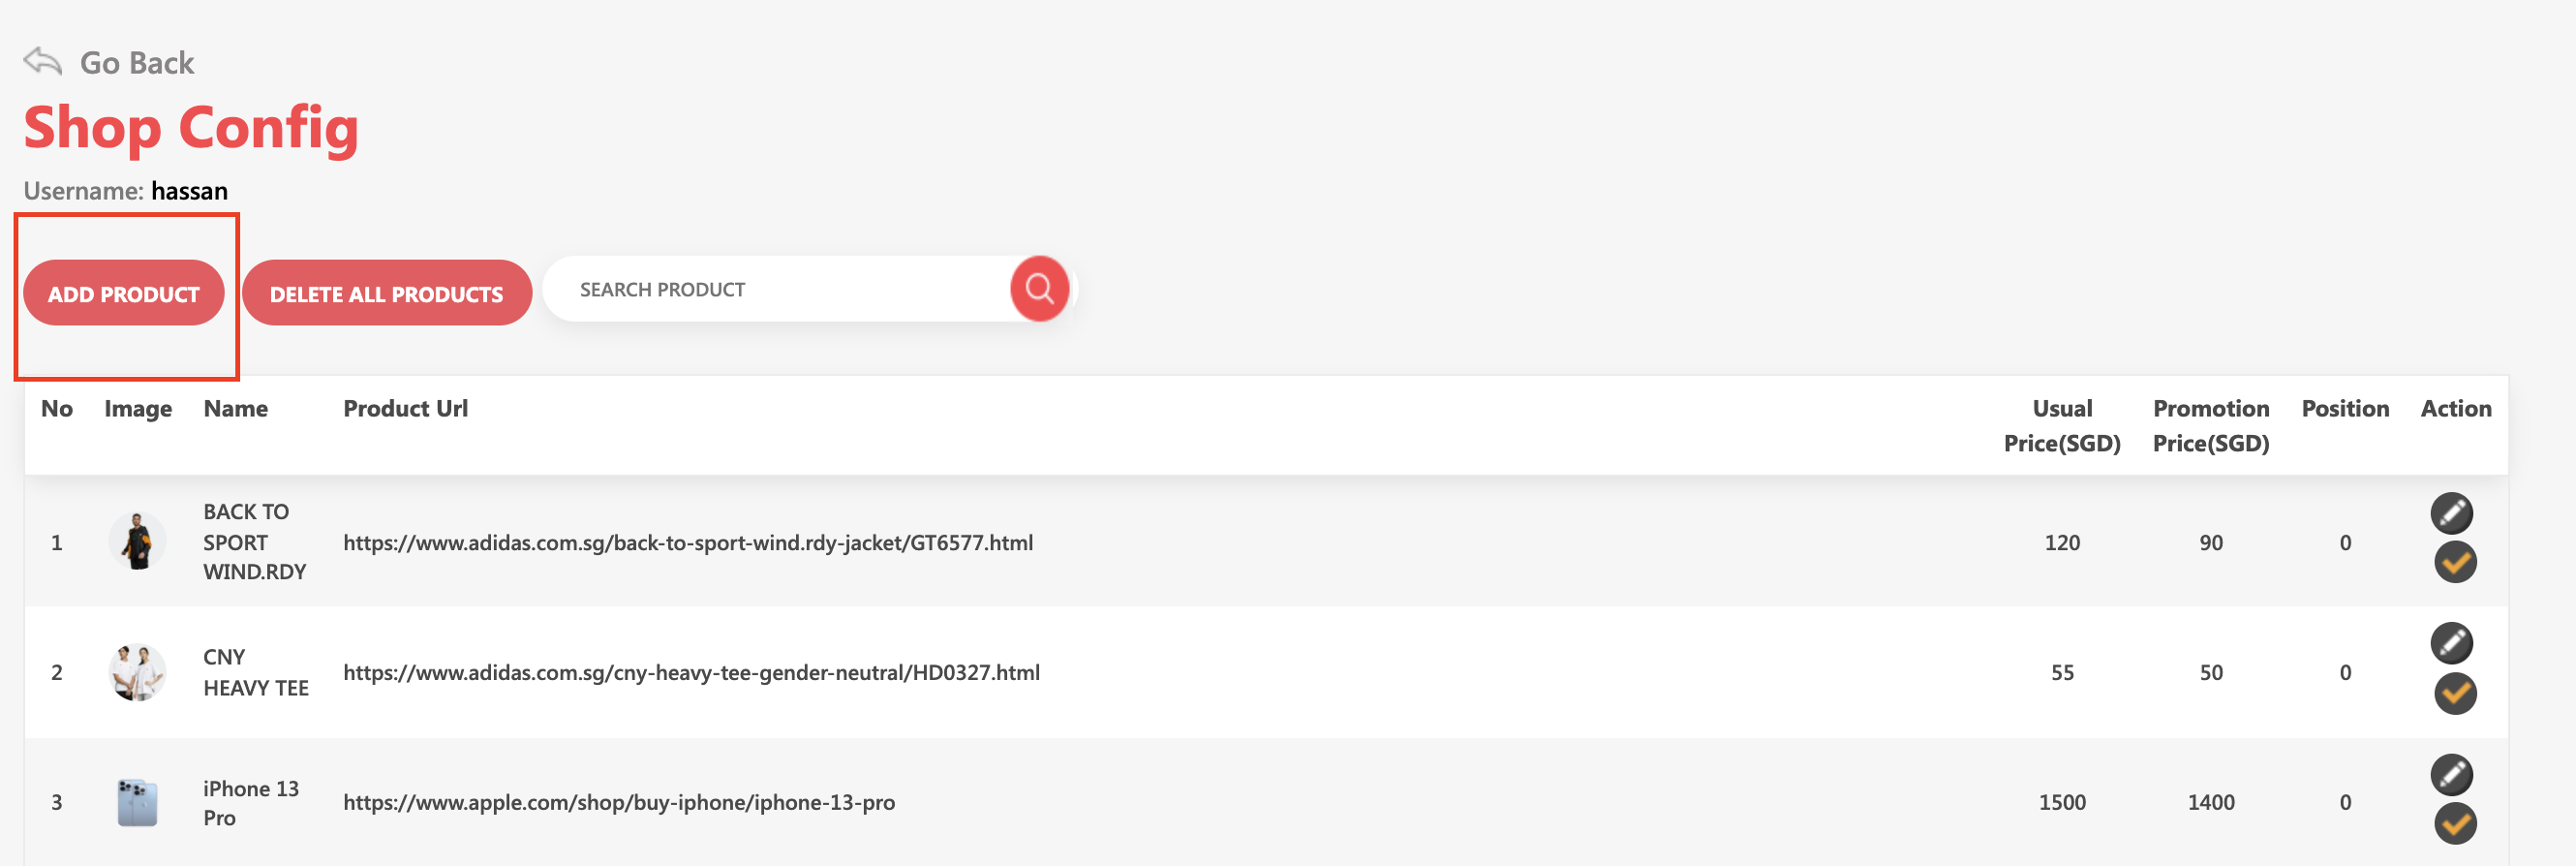 Go Back
Shop Config
Username: hassan
ADD PRODUCT DELETE ALL PRODUCTS SEARCH PRODUCT
No Image Name Product Url Usual Price(SGD) Promotion Price(SGD) Position Action
1 BACK TO SPORT WIND.RDY https://www.adidas.com.sg/back-to-sport-wind.rdy-jacket/GT6577.html 120 90 0
2 CNY HEAVY TEE https://www.adidas.com.sg/cny-heavy-tee-gender-neutral/HD0327.html 55 50 0
3 iPhone 13 Pro https://www.apple.com/shop/buy-iphone/iphone-13-pro 1500 1400 0